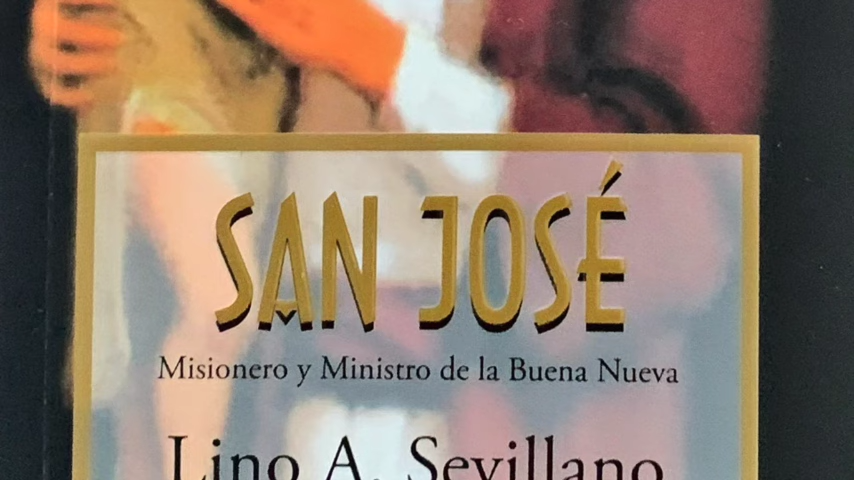 SAN JOSÉ
Misionero y Ministro de la Buena Nueva
Lino A. Sevillano